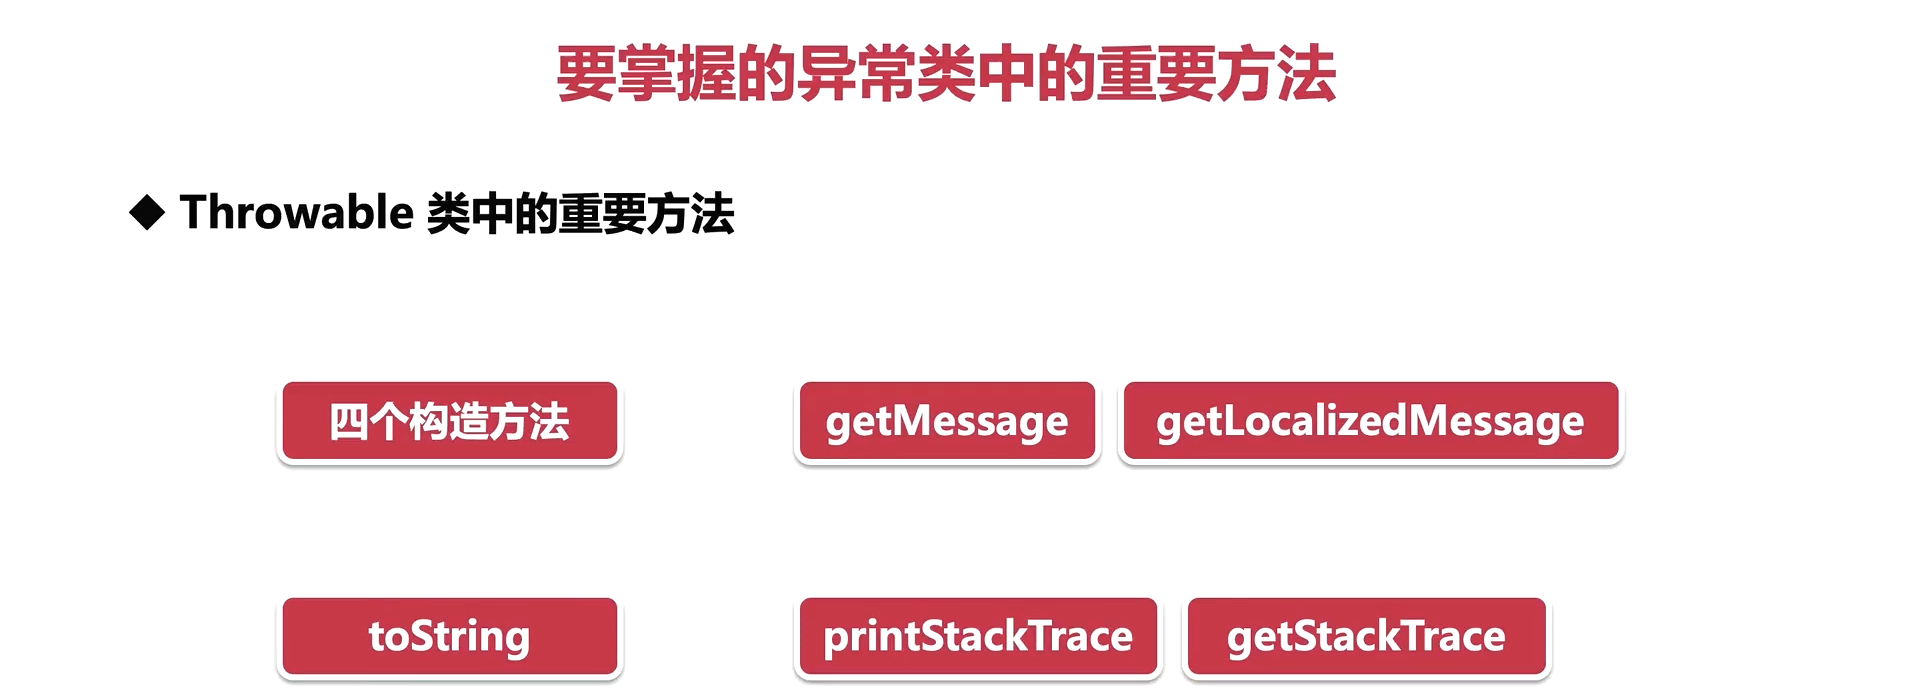 要掌握的异常类中的重要方法
◆ Throwable 类中的重要方法
四个构造方法 getMessage getLocalizedMessage
toString printStackTrace getStackTrace